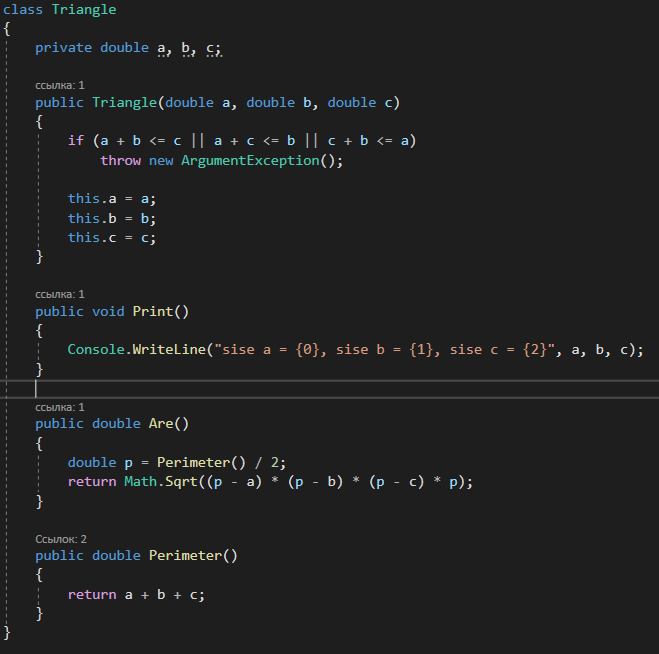 class Triangle
{
private double a, b, c;
ссылка: 1
public Triangle(double a, double b, double c)
{
if (a + b <= c || a + c <= b || c + b <= a)
throw new ArgumentException();
this.a = a;
this.b = b;
this.c = c;
}
ссылка: 1
public void Print()
{
Console.WriteLine("sise a = {0}, sise b = {1}, sise c = {2}", a, b, c);
}
ссылка: 1
public double Are()
{
double p = Perimeter() / 2;
return Math.Sqrt((p - a) * (p - b) * (p - c) * p);
}
Ссылок: 2
public double Perimeter()
{
return a + b + c;
}
}